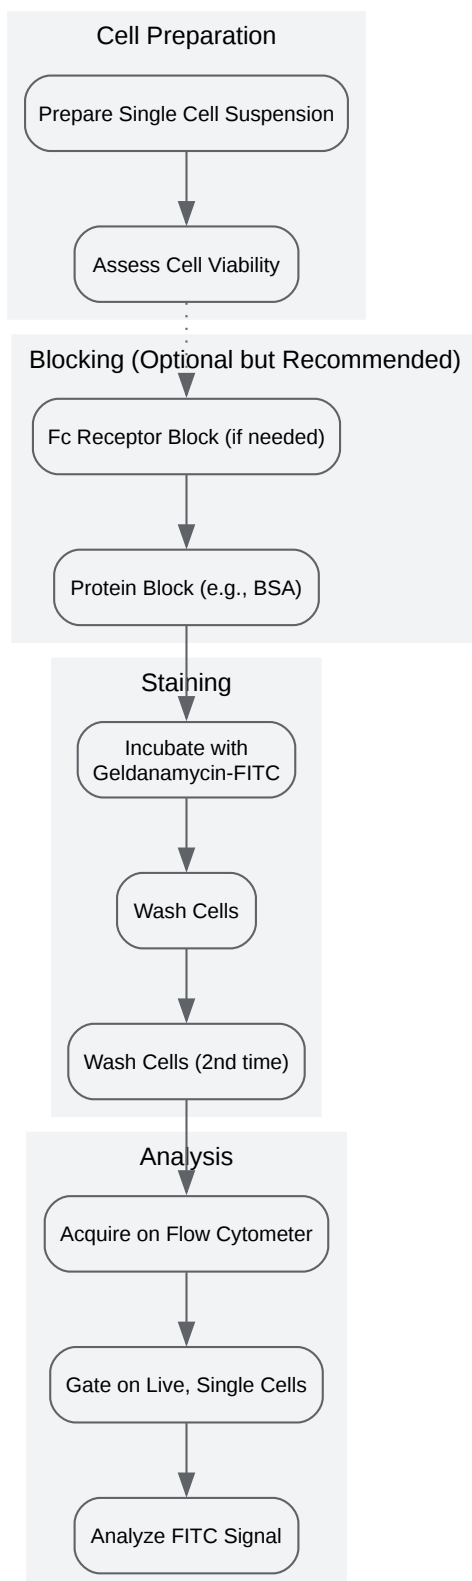 Cell Preparation
Prepare Single Cell Suspension
Assess Cell Viability
Blocking (Optional but Recommended)
Fc Receptor Block (if needed)
Protein Block (e.g., BSA)
Staining
Incubate with
Geldanamycin-FITC
Wash Cells
Wash Cells (2nd time)
Analysis
Acquire on Flow Cytometer
Gate on Live, Single Cells
Analyze FITC Signal